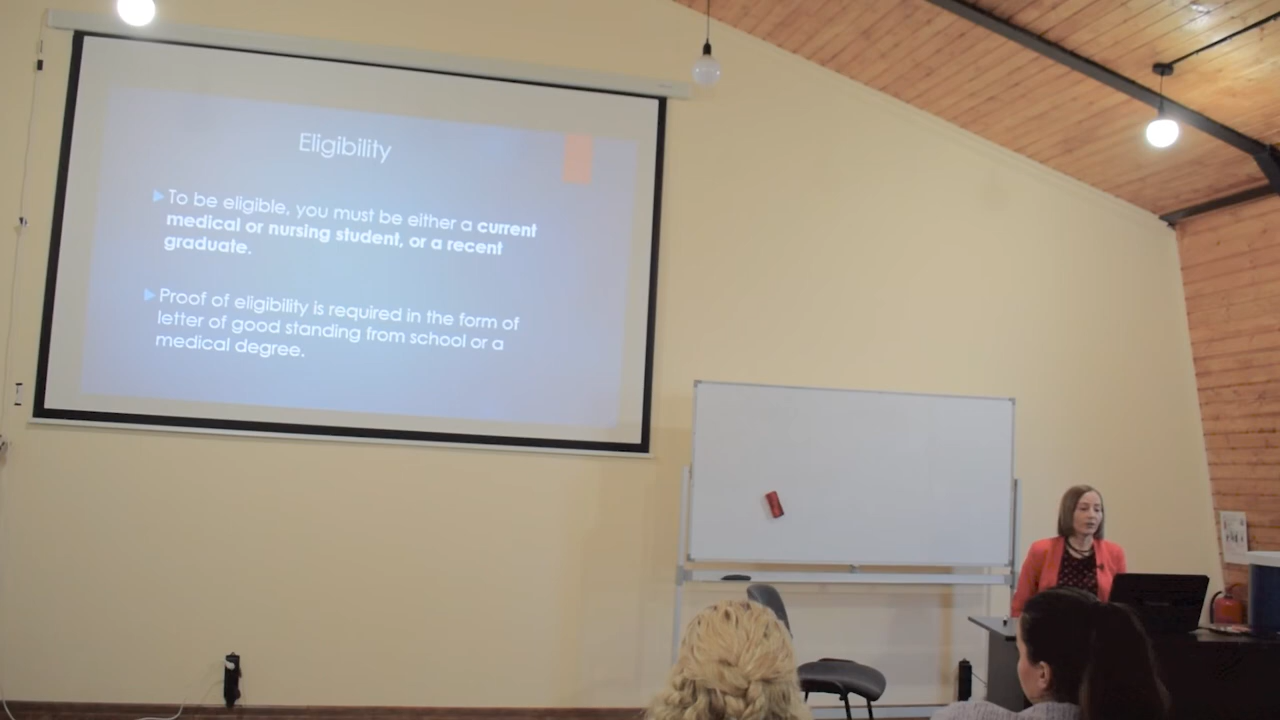 Eligibility
To be eligible, you must be either a current
medical or nursing student, or a recent
graduate.
Proof of eligibility is required in the form of
letter of good standing from school or a
medical degree.